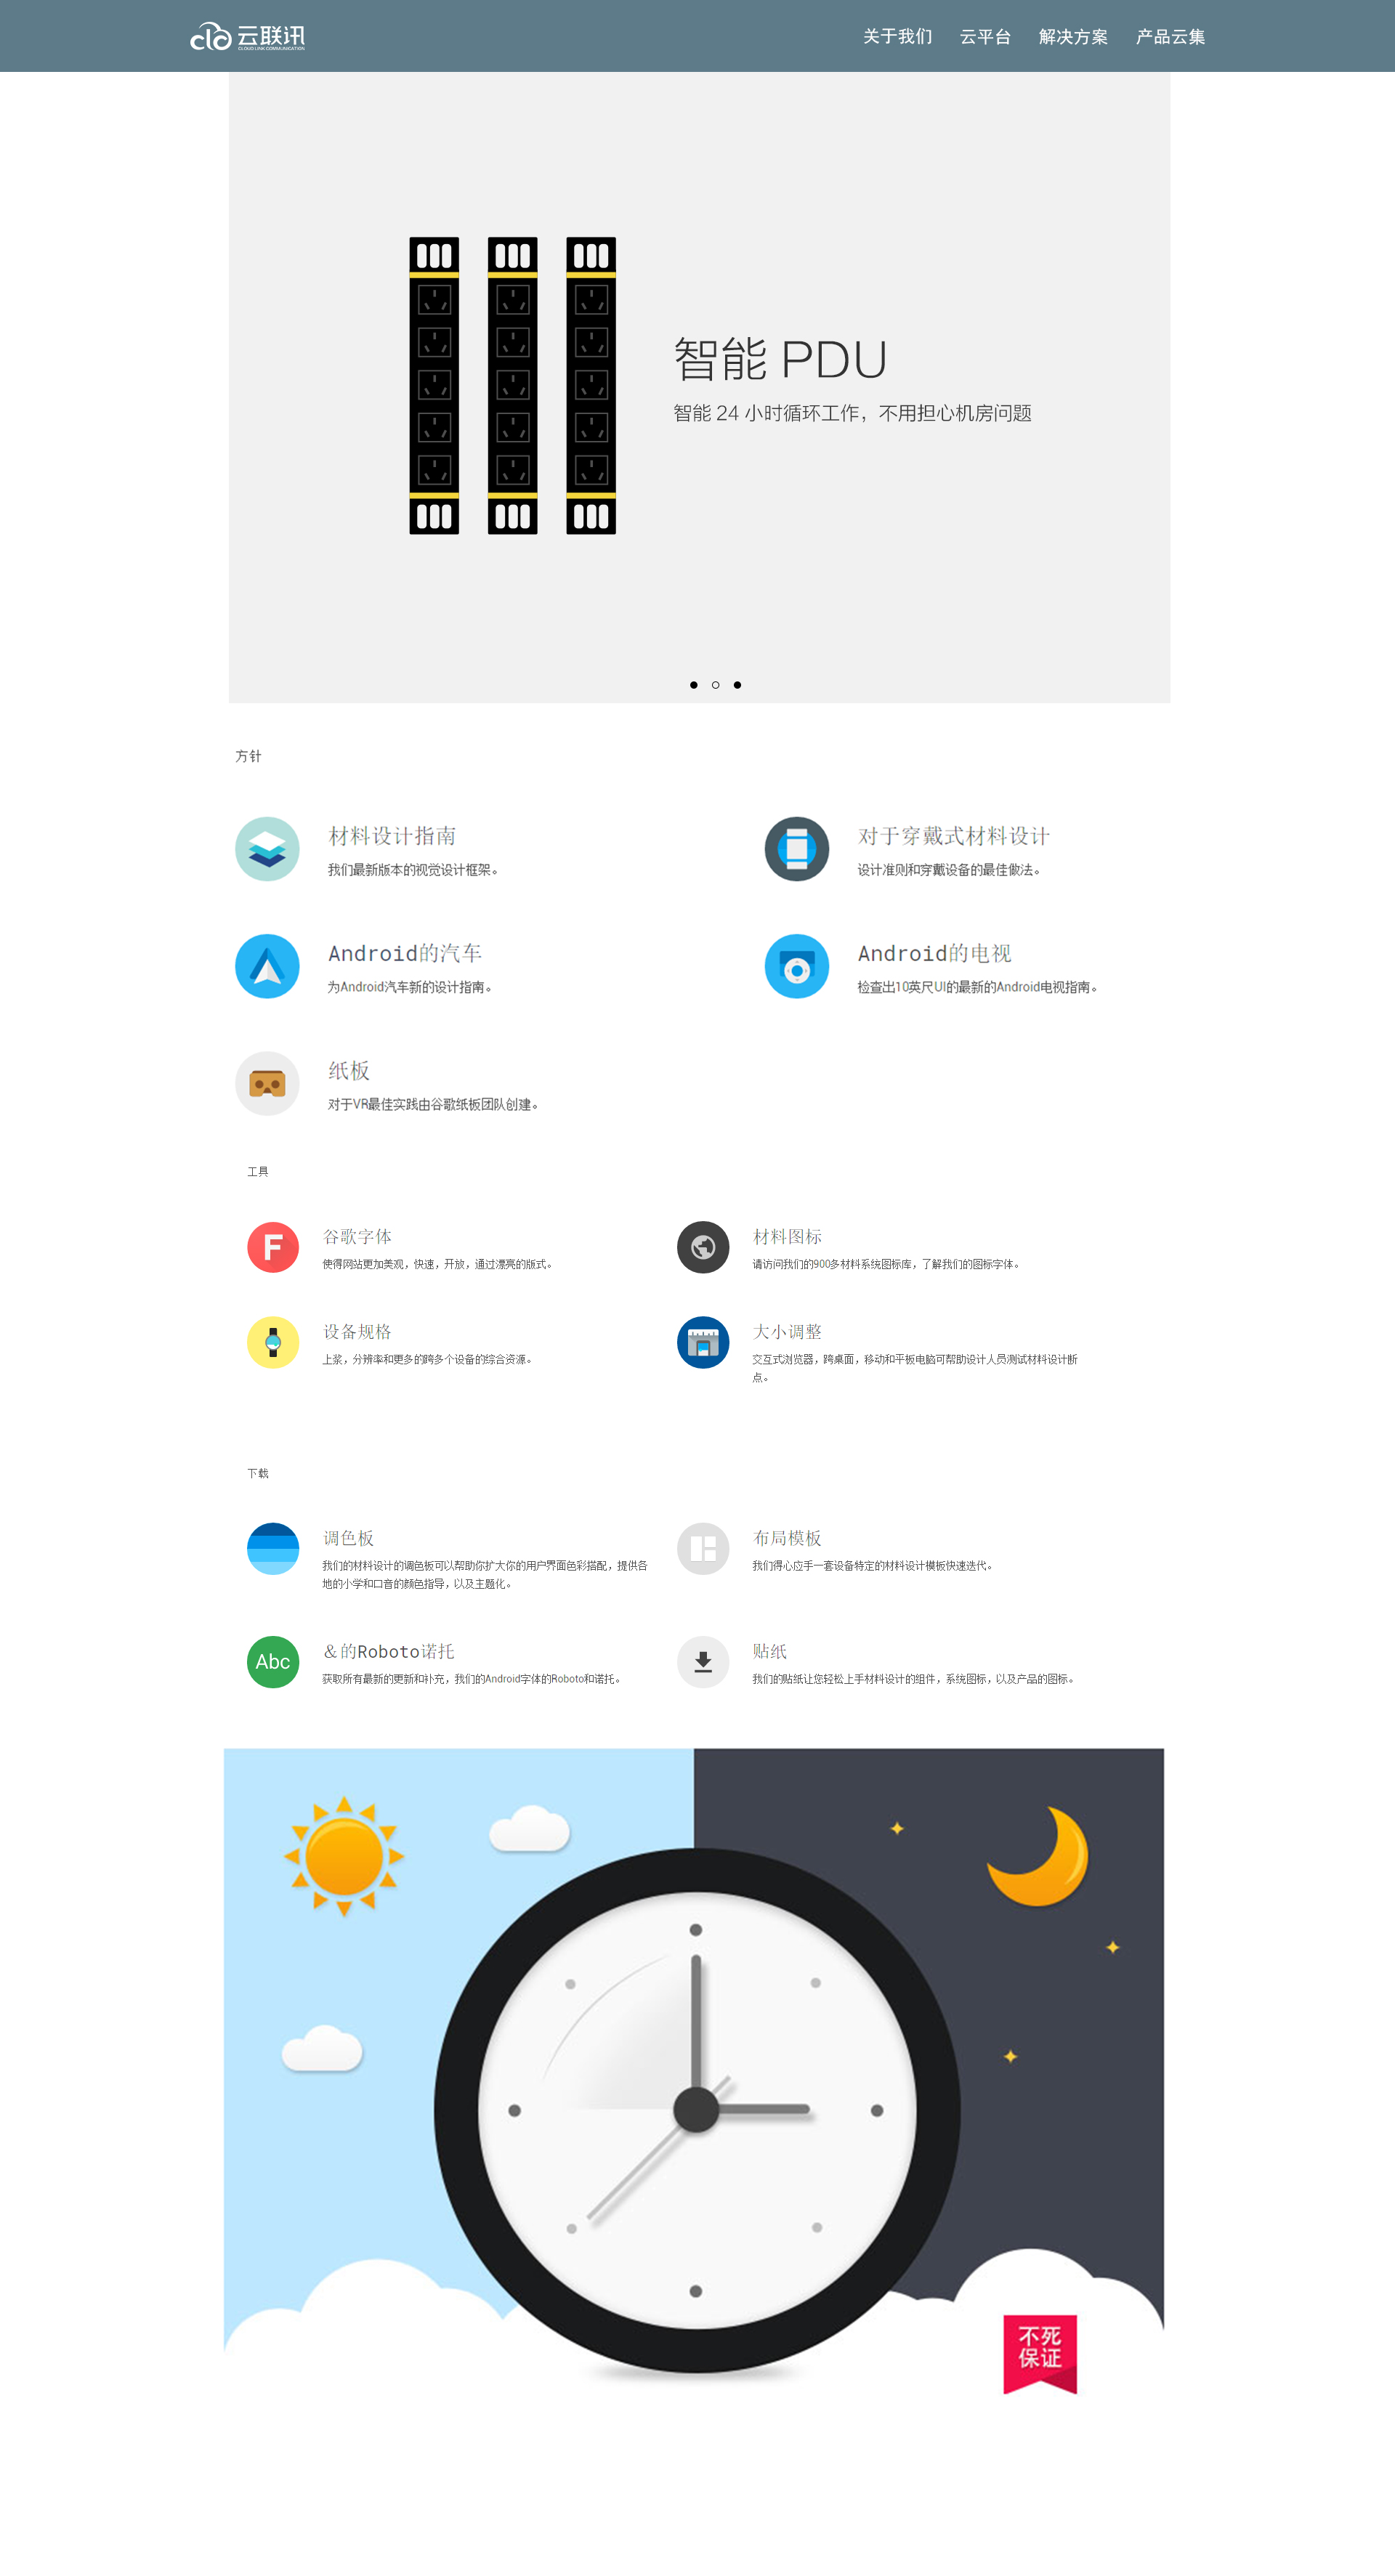 clc 云联讯
CLOUD LINK COMMUNICATION
关于我们 云平台 解决方案 产品云集
智能 PDU
智能 24 小时循环工作，不用担心机房问题
方针
材料设计指南
我们最新版本的视觉设计框架。
对于穿戴式材料设计
设计准则和穿戴设备的最佳做法。
Android的汽车
为Android汽车新的设计指南。
Android的电视
检查出10英尺UI的最新的Android电视指南。
纸板
对于VR最佳实践由谷歌纸板团队创建。
工具
F
谷歌字体
使得网站更加美观，快速，开放，通过漂亮的版式。
材料图标
请访问我们的900多材料系统图标库，了解我们的图标字体。
设备规格
上浆，分辨率和更多的跨多个设备的综合资源。
大小调整
交互式浏览器，跨桌面，移动和平板电脑可帮助设计人员测试材料设计断
点。
下载
调色板
我们的材料设计的调色板可以帮助你扩大你的用户界面色彩搭配，提供各
地的小学和口音的颜色指导，以及主题化。
布局模板
我们得心应手一套设备特定的材料设计模板快速迭代。
Abc
＆的Roboto诺托
获取所有最新的更新和补充，我们的Android字体的Roboto和诺托。
贴纸
我们的贴纸让您轻松上手材料设计的组件，系统图标，以及产品的图标。
不死
保证